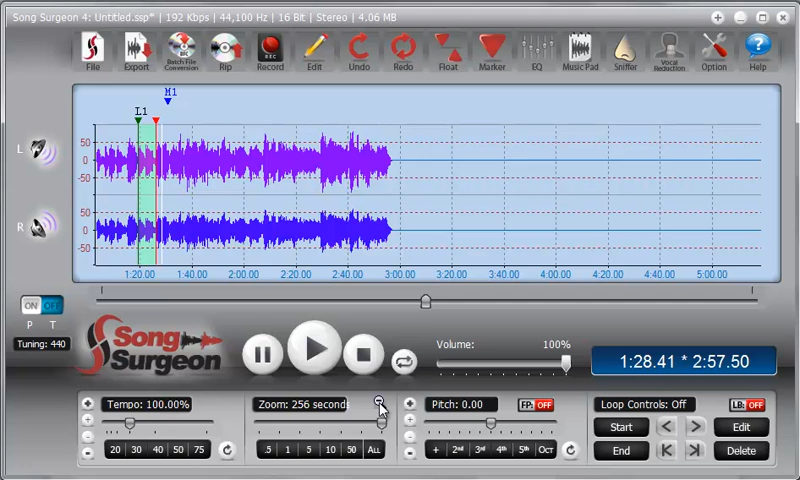 Song Surgeon 4: Untitled.ssp* | 192 Kbps | 44,100 Hz | 16 Bit | Stereo | 4.06 MB
File Export Batch File Conversion Rip Record Edit Undo Redo Float Marker EQ Music Pad Sniffer Vocal Reduction Option Help
REC
M1
L1
L
50
0
-50
R
50
0
-50
1:20.00 1:40.00 2:00.00 2:20.00 2:40.00 3:00.00 3:20.00 3:40.00 4:00.00 4:20.00 4:40.00 5:00.00
ON OFF
P T
Tuning: 440
Song Surgeon
Volume: 100%
1:28.41 * 2:57.50
Tempo: 100.00%
20 30 40 50 75
Zoom: 256 seconds
.5 1 5 10 50 ALL
Pitch: 0.00 FP: OFF
+ 2nd 3rd 4th 5th OCT
Loop Controls: Off LB: OFF
Start < > Edit
End Delete